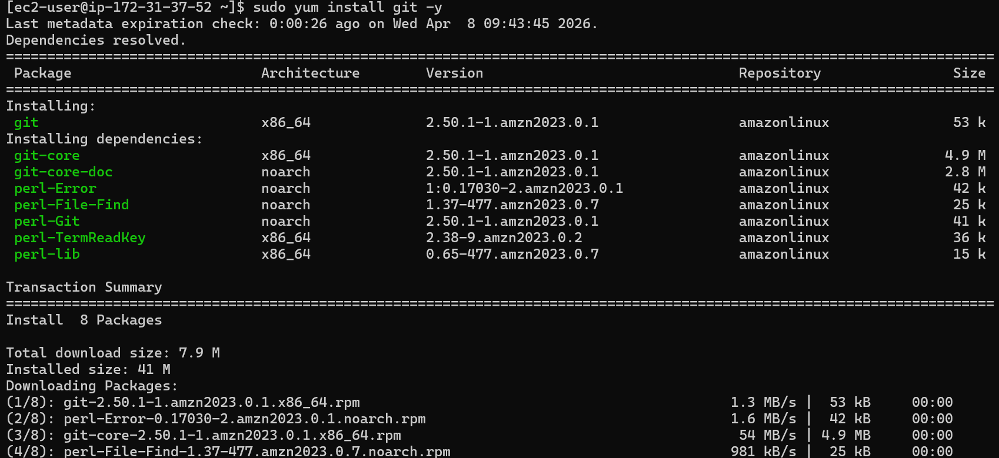 [ec2-user@ip-172-31-37-52 ~]$ sudo yum install git -y
Last metadata expiration check: 0:00:26 ago on Wed Apr  8 09:43:45 2026.
Dependencies resolved.
========================================================================================================================
 Package                       Architecture        Version                               Repository                Size
========================================================================================================================
Installing:
 git                           x86_64              2.50.1-1.amzn2023.0.1                 amazonlinux               53 k
Installing dependencies:
 git-core                      x86_64              2.50.1-1.amzn2023.0.1                 amazonlinux              4.9 M
 git-core-doc                  noarch              2.50.1-1.amzn2023.0.1                 amazonlinux              2.8 M
 perl-Error                    noarch              1:0.17030-2.amzn2023.0.1              amazonlinux               42 k
 perl-File-Find                noarch              1.37-477.amzn2023.0.7                 amazonlinux               25 k
 perl-Git                      noarch              2.50.1-1.amzn2023.0.1                 amazonlinux               41 k
 perl-TermReadKey              x86_64              2.38-9.amzn2023.0.2                   amazonlinux               36 k
 perl-lib                      x86_64              0.65-477.amzn2023.0.7                 amazonlinux               15 k

Transaction Summary
========================================================================================================================
Install  8 Packages

Total download size: 7.9 M
Installed size: 41 M
Downloading Packages:
(1/8): git-2.50.1-1.amzn2023.0.1.x86_64.rpm                                             1.3 MB/s |  53 kB     00:00
(2/8): perl-Error-0.17030-2.amzn2023.0.1.noarch.rpm                                     1.6 MB/s |  42 kB     00:00
(3/8): git-core-2.50.1-1.amzn2023.0.1.x86_64.rpm                                         54 MB/s | 4.9 MB     00:00
(4/8): perl-File-Find-1.37-477.amzn2023.0.7.noarch.rpm                                  981 kB/s |  25 kB     00:00